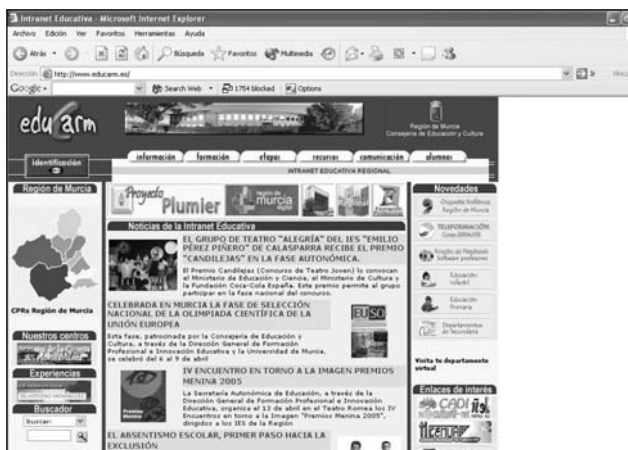 Intranet Educativa - Microsoft Internet Explorer
Archivo Edición Ver Favoritos Herramientas Ayuda
Atrás Búsqueda Favoritos Multimedia
Dirección http://www.educarm.es/
Google Search Web 1754 blocked Options
educarm
Región de Murcia
Consejería de Educación y Cultura
identificación
información formación etapas recursos comunicación alumnos
INTRANET EDUCATIVA REGIONAL
Región de Murcia
CPRs Región de Murcia
Nuestros centros
Experiencias
Buscador
buscar:
Proyecto
Plumier
región de
murcia
digital
Noticias de la Intranet Educativa
EL GRUPO DE TEATRO "ALEGRÍA" DEL IES "EMILIO
PÉREZ PIÑERO" DE CALASPARRA RECIBE EL PREMIO
"CANDILEJAS" EN LA FASE AUTONÓMICA.
El Premio Candilejas (Concurso de Teatro Joven) lo convocan
el Ministerio de Educación y Ciencia, el Ministerio de Cultura y
la Fundación Coca-Cola España. Este premio permite al grupo
participar en la fase nacional del concurso.
CELEBRADA EN MURCIA LA FASE DE SELECCIÓN
NACIONAL DE LA OLIMPIADA CIENTÍFICA DE LA
UNIÓN EUROPEA
EUSO
Esta fase, patrocinada por la Consejería de Educación y
Cultura, a través de la Dirección General de Formación
Profesional e Innovación Educativa y la Universidad de Murcia,
se celebró del 6 al 9 de abril
IV ENCUENTRO EN TORNO A LA IMAGEN PREMIOS
MENINA 2005
Premios
Menina
La Secretaría Autonómica de Educación, a través de la
Dirección General de Formación Profesional e Innovación
Educativa, organiza el 13 de abril en el Teatro Romea los IV
Encuentros en torno a la Imagen "Premios Menina 2005",
dirigidos a los IES de la Región
EL ABSENTISMO ESCOLAR, PRIMER PASO HACIA LA
EXCLUSIÓN
Novedades
Orquesta Sinfónica
Región de Murcia
TELEFORMACIÓN
Software profesores
Educación
Infantil
Educación
Primaria
Departamentos
de Secundaria
Visita tu departamento
virtual
Enlaces de interés
CADI